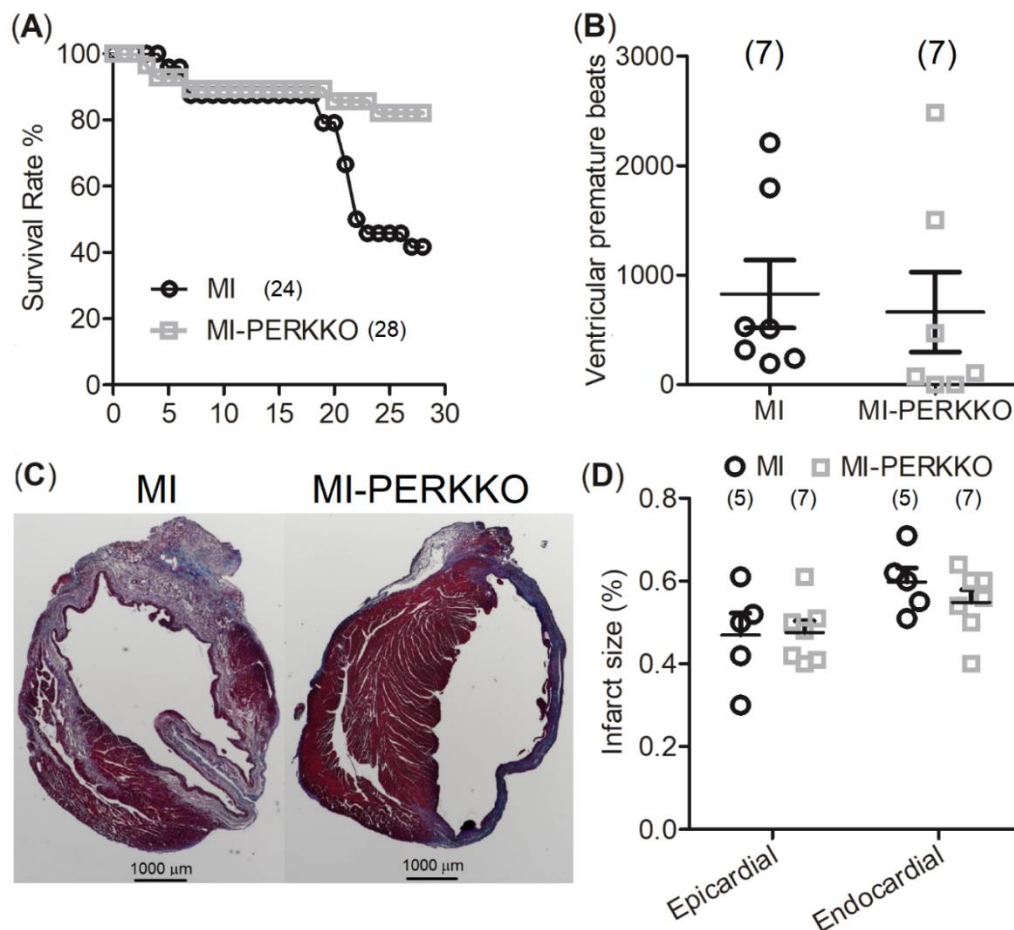 (A)
100
80
60
40
20
0
Survival Rate %
MI (24)
MI-PERKKO (28)
0 5 10 15 20 25 30
(B)
(7) (7)
3000
2000
1000
0
Ventricular premature beats
MI MI-PERKKO
(C)
MI MI-PERKKO
1000 µm 1000 µm
(D)
MI MI-PERKKO
(5) (7) (5) (7)
0.8
0.6
0.4
0.2
0.0
Infarct size (%)
Epicardial Endocardial